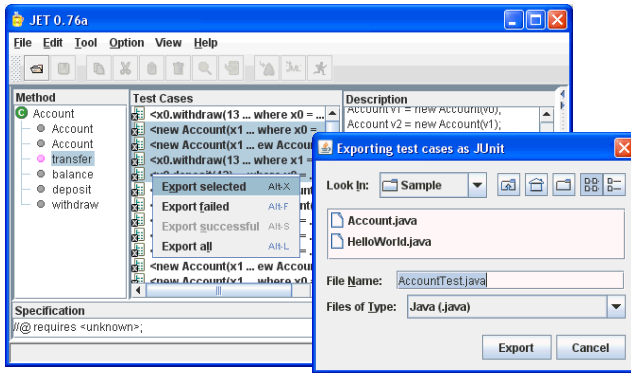 JET 0.76a
File Edit Tool Option View Help
Method
Account
Account
Account
transfer
balance
deposit
withdraw
Test Cases
<x0.withdraw(13 ... where x0 = ...
<new Account(x1 ... where x0 =
<new Account(x1 ... ew Accou
<x0.withdraw(13 ... where x1 =
Export selected Alt-X
Export failed Alt-F
Export successful Alt-S
Export all Alt-L
<new Account(x1 ... ew Accou
<new Account(x1 ... where x0
Description
Account v1 = new Account(v0);
Account v2 = new Account(v1);
Specification
//@ requires <unknown>;
Exporting test cases as JUnit
Look In: Sample
Account.java
HelloWorld.java
File Name: AccountTest.java
Files of Type: Java (.java)
Export Cancel